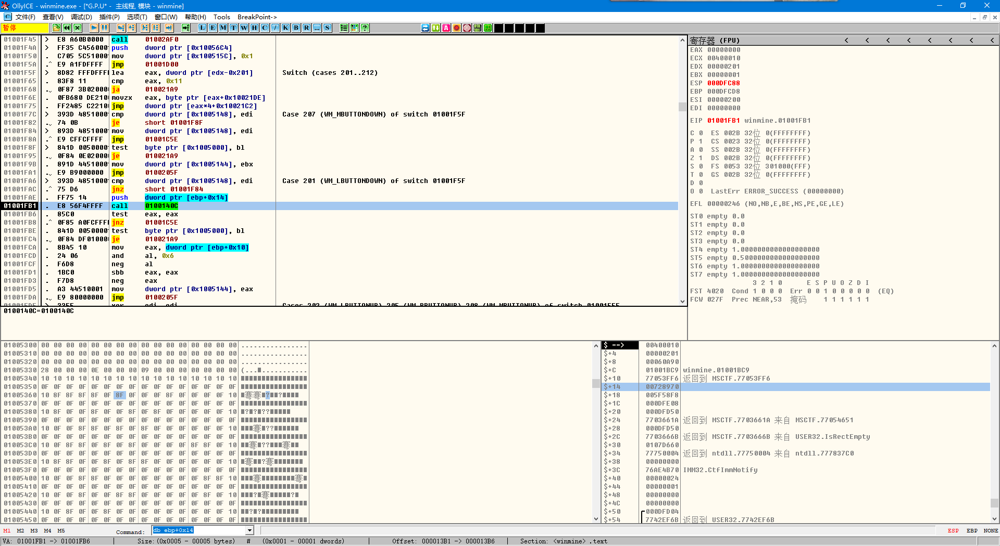 OllyICE - winmine.exe - [*G.P.U* - 主线程, 模块 - winmine]
文件(F) 查看(V) 调试(D) 插件(P) 选项(T) 窗口(W) 帮助(H) Tools BreakPoint->
暂停
L E M T W H C / K B R ... S
01001F45 > E8 A60B0000 call 01002AF0
01001F4A > FF35 C456000 push dword ptr [0x10056C4]
01001F50 . C705 5C51000 mov dword ptr [0x100515C], 0x1
01001F5A .^ E9 A1FDFFFF jmp 01001D00
01001F5F > 8D82 FFFDFFF lea eax, dword ptr [edx-0x201] Switch (cases 201..212)
01001F65 . 83F8 11 cmp eax, 0x11
01001F68 .v 0F87 3B02000 ja 010021A9
01001F6E . 0FB680 DE210 movzx eax, byte ptr [eax+0x10021DE]
01001F75 . FF2485 C2210 jmp dword ptr [eax*4+0x10021C2]
01001F7C > 393D 4851000 cmp dword ptr [0x1005148], edi Case 207 (WM_MBUTTONDOWN) of switch 01001F5F
01001F82 .v 74 0B je short 01001F8F
01001F84 > 893D 4851000 mov dword ptr [0x1005148], edi
01001F8A .^ E9 CFFCFFFF jmp 01001C5E
01001F8F > 841D 0050000 test byte ptr [0x1005000], bl
01001F95 .v 0F84 0E02000 je 010021A9
01001F9B . 891D 4451000 mov dword ptr [0x1005144], ebx
01001FA1 .v E9 B9000000 jmp 0100205F
01001FA6 > 393D 4851000 cmp dword ptr [0x1005148], edi Case 201 (WM_LBUTTONDOWN) of switch 01001F5F
01001FAC .^ 75 D6 jnz short 01001F84
01001FAE . FF75 14 push dword ptr [ebp+0x14]
01001FB1 . E8 56F4FFFF call 0100140C
01001FB6 . 85C0 test eax, eax
01001FB8 .^ 0F85 A0FCFFF jnz 01001C5E
01001FBE . 841D 0050000 test byte ptr [0x1005000], bl
01001FC4 .v 0F84 DF01000 je 010021A9
01001FCA . 8B45 10 mov eax, dword ptr [ebp+0x10]
01001FCD . 24 06 and al, 0x6
01001FCF . F6D8 neg al
01001FD1 . 1BC0 sbb eax, eax
01001FD3 . F7D8 neg eax
01001FD5 . A3 44510001 mov dword ptr [0x1005144], eax
01001FDA .v E9 80000000 jmp 0100205F
0100140C=0100140C
寄存器 (FPU) < < < < < < < <
EAX 00000000
ECX 00400010
EDX 00000201
EBX 00000001
ESP 000DFC88
EBP 000DFCD8
ESI 00000200
EDI 00000000
EIP 01001FB1 winmine.01001FB1
C 0 ES 002B 32位 0(FFFFFFFF)
P 1 CS 0023 32位 0(FFFFFFFF)
A 0 SS 002B 32位 0(FFFFFFFF)
Z 1 DS 002B 32位 0(FFFFFFFF)
S 0 FS 0053 32位 301000(FFF)
T 0 GS 002B 32位 0(FFFFFFFF)
D 0
O 0 LastErr ERROR_SUCCESS (00000000)
EFL 00000246 (NO,NB,E,BE,NS,PE,GE,LE)
ST0 empty 0.0
ST1 empty 0.0
ST2 empty 0.0
ST3 empty 0.0
ST4 empty 1.0000000000000000000
ST5 empty 0.5000000000000000000
ST6 empty 1.0000000000000000000
ST7 empty 1.0000000000000000000
3 2 1 0 E S P U O Z D I
FST 4020 Cond 1 0 0 0 Err 0 0 1 0 0 0 0 0 (EQ)
FCW 027F Prec NEAR,53 掩码 1 1 1 1 1 1
01005300 00 00 00 00 00 00 00 00 00 00 00 00 00 00 00 00 ................
01005310 00 00 00 00 00 00 00 00 00 00 00 00 00 00 00 00 ................
01005320 00 00 00 00 00 00 00 00 00 00 00 00 00 00 00 00 ................
01005330 28 00 00 00 0E 00 00 00 09 00 00 00 00 00 00 00
01005340 10 10 10 10 10 10 10 10 10 10 10 10 10 10 10 10
01005350 0F 0F 0F 0F 0F 0F 0F 0F 0F 0F 0F 0F 0F 0F 0F 0F
01005360 10 8F 8F 8F 8F 0F 8F 0F 0F 0F 8F 0F 0F 0F 0F 10
01005370 0F 0F 0F 0F 0F 0F 0F 0F 0F 0F 0F 0F 0F 0F 0F 0F
01005380 10 8F 0F 8F 0F 0F 0F 8F 0F 8F 0F 0F 0F 0F 0F 10
01005390 0F 0F 0F 0F 0F 0F 0F 0F 0F 0F 0F 0F 0F 0F 0F 0F
010053A0 10 0F 0F 8F 8F 0F 8F 0F 8F 0F 0F 0F 0F 0F 0F 10
010053B0 0F 0F 0F 0F 0F 0F 0F 0F 0F 0F 0F 0F 0F 0F 0F 0F
010053C0 10 0F 8F 8F 0F 8F 0F 8F 0F 0F 0F 0F 8F 8F 0F 10
010053D0 0F 0F 0F 0F 0F 0F 0F 0F 0F 0F 0F 0F 0F 0F 0F 0F
010053E0 10 8F 8F 0F 0F 8F 0F 8F 8F 0F 0F 0F 0F 0F 0F 10
010053F0 0F 0F 0F 0F 0F 0F 0F 0F 0F 0F 0F 0F 0F 0F 0F 0F
01005400 10 0F 0F 8F 8F 0F 0F 0F 0F 0F 0F 0F 0F 8F 8F 10
01005410 0F 0F 0F 0F 0F 0F 0F 0F 0F 0F 0F 0F 0F 0F 0F 0F
01005420 10 0F 0F 8F 0F 8F 8F 0F 0F 0F 0F 0F 0F 8F 0F 10
01005430 0F 0F 0F 0F 0F 0F 0F 0F 0F 0F 0F 0F 0F 0F 0F 0F
01005440 10 0F 8F 0F 8F 0F 0F 0F 0F 0F 0F 0F 0F 0F 0F 10
01005450 0F 0F 0F 0F 0F 0F 0F 0F 0F 0F 0F 0F 0F 0F 0F 0F
$ ==> 00400010
$+4 00000201
$+8 00060A90
$+C 01001BC9 winmine.01001BC9
$+10 77053FF6 返回到 MSCTF.77053FF6
$+14 00728970
$+18 005F58F8
$+1C 000DFE08
$+20 000DFD50
$+24 7703661A 返回到 MSCTF.7703661A 来自 MSCTF.77054651
$+28 000DFD50
$+2C 7703666B 返回到 MSCTF.7703666B 来自 USER32.IsRectEmpty
$+30 0107D660
$+34 77750004 返回到 ntdll.77750004 来自 ntdll.777837C0
$+38 00000000
$+3C 76AE4B70 IMM32.CtfImmNotify
$+40 00000024
$+44 00000001
$+48 00000000
$+4C 00000000
$+50 000DFD04
$+54 7742EF6B 返回到 USER32.7742EF6B
M1 M2 M3 M4 M5 Command: db ebp+0x14 ESP EBP NONE
VA: 01001FB1 -> 01001FB6 Size:(0x0005 - 00005 bytes) # (0x0001 - 00001 dwords) Offset: 000013B1 -> 000013B6 Section: <winmine> .text